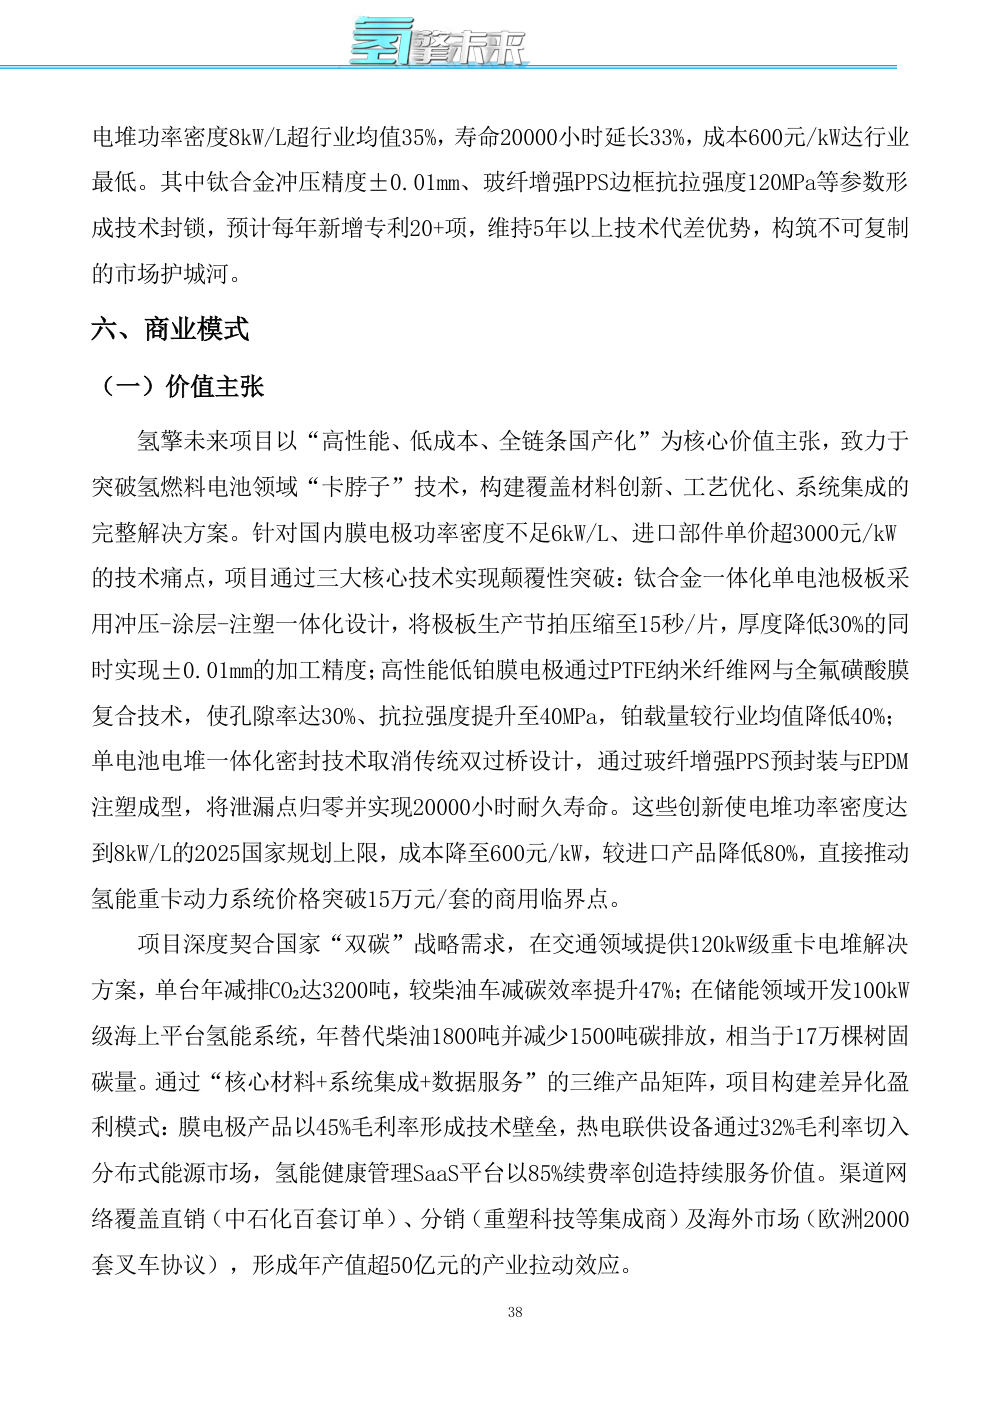 氢擎未来
电堆功率密度8kW/L超行业均值35%，寿命20000小时延长33%，成本600元/kW达行业
最低。其中钛合金冲压精度±0.01mm、玻纤增强PPS边框抗拉强度120MPa等参数形
成技术封锁，预计每年新增专利20+项，维持5年以上技术代差优势，构筑不可复制
的市场护城河。
六、商业模式
（一）价值主张
氢擎未来项目以“高性能、低成本、全链条国产化”为核心价值主张，致力于
突破氢燃料电池领域“卡脖子”技术，构建覆盖材料创新、工艺优化、系统集成的
完整解决方案。针对国内膜电极功率密度不足6kW/L、进口部件单价超3000元/kW
的技术痛点，项目通过三大核心技术实现颠覆性突破：钛合金一体化单电池极板采
用冲压-涂层-注塑一体化设计，将极板生产节拍压缩至15秒/片，厚度降低30%的同
时实现±0.01mm的加工精度；高性能低铂膜电极通过PTFE纳米纤维网与全氟磺酸膜
复合技术，使孔隙率达30%、抗拉强度提升至40MPa，铂载量较行业均值降低40%；
单电池电堆一体化密封技术取消传统双过桥设计，通过玻纤增强PPS预封装与EPDM
注塑成型，将泄漏点归零并实现20000小时耐久寿命。这些创新使电堆功率密度达
到8kW/L的2025国家规划上限，成本降至600元/kW，较进口产品降低80%，直接推动
氢能重卡动力系统价格突破15万元/套的商用临界点。
项目深度契合国家“双碳”战略需求，在交通领域提供120kW级重卡电堆解决
方案，单台年减排CO₂达3200吨，较柴油车减碳效率提升47%；在储能领域开发100kW
级海上平台氢能系统，年替代柴油1800吨并减少1500吨碳排放，相当于17万棵树固
碳量。通过“核心材料+系统集成+数据服务”的三维产品矩阵，项目构建差异化盈
利模式：膜电极产品以45%毛利率形成技术壁垒，热电联供设备通过32%毛利率切入
分布式能源市场，氢能健康管理SaaS平台以85%续费率创造持续服务价值。渠道网
络覆盖直销（中石化百套订单）、分销（重塑科技等集成商）及海外市场（欧洲2000
套叉车协议），形成年产值超50亿元的产业拉动效应。
38